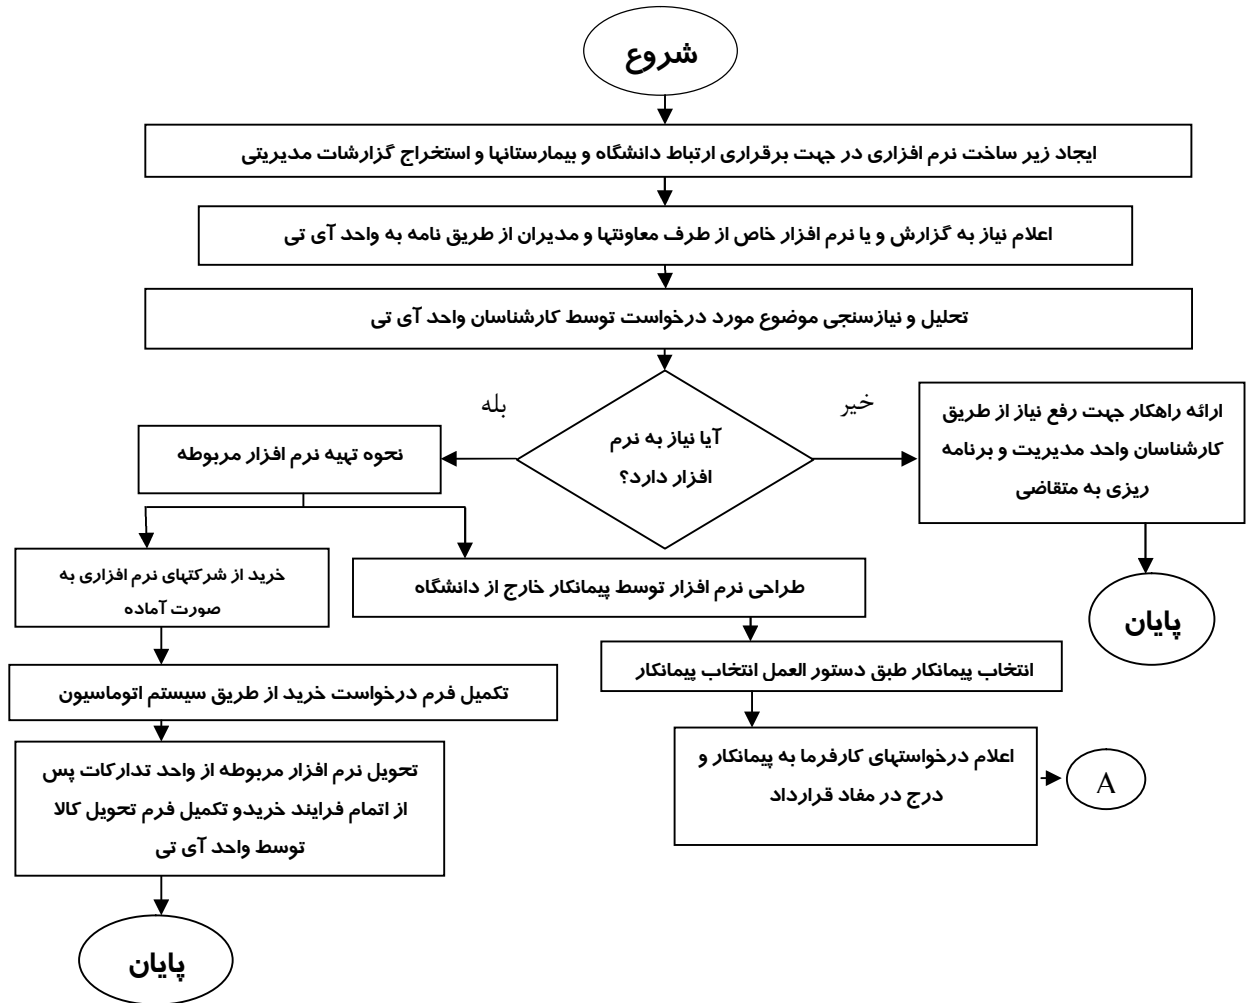 شروع
ایجاد زیر ساخت نرم افزاری در جهت برقراری ارتباط دانشگاه و بیمارستانها و استخراج گزارشات مدیریتی
اعلام نیاز به گزارش و یا نرم افزار خاص از طرف معاونتها و مدیران از طریق نامه به واحد آی تی
تحلیل و نیازسنجی موضوع مورد درخواست توسط کارشناسان واحد آی تی
آیا نیاز به نرم
افزار دارد؟
خیر
ارائه راهکار جهت رفع نیاز از طریق
کارشناسان واحد مدیریت و برنامه
ریزی به متقاضی
پایان
بله
نحوه تهیه نرم افزار مربوطه
طراحی نرم افزار توسط پیمانکار خارج از دانشگاه
انتخاب پیمانکار طبق دستور العمل انتخاب پیمانکار
اعلام درخواستهای کارفرما به پیمانکار و
درج در مفاد قرارداد
A
خرید از شرکتهای نرم افزاری به
صورت آماده
تکمیل فرم درخواست خرید از طریق سیستم اتوماسیون
تحویل نرم افزار مربوطه از واحد تدارکات پس
از اتمام فرایند خریدو تکمیل فرم تحویل کالا
توسط واحد آی تی
پایان